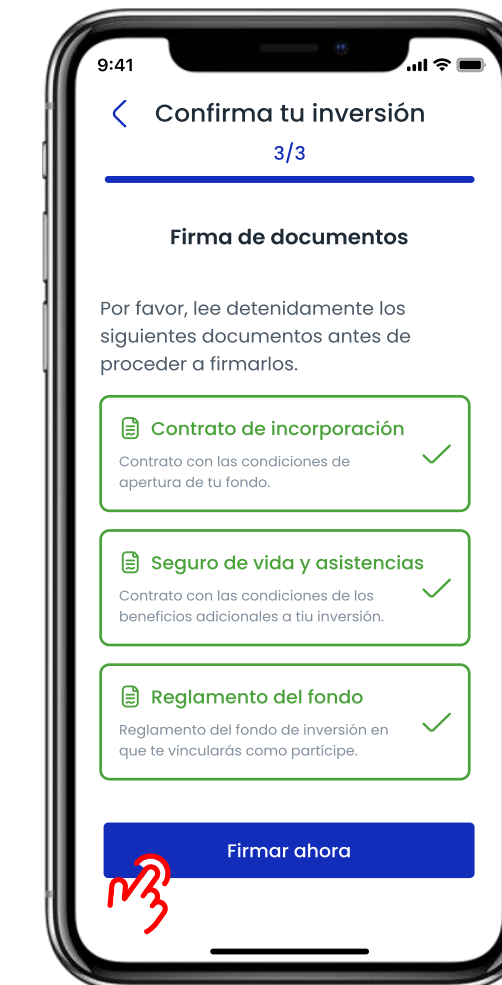 9:41
Confirma tu inversión
3/3
Firma de documentos
Por favor, lee detenidamente los
siguientes documentos antes de
proceder a firmarlos.
Contrato de incorporación
Contrato con las condiciones de
apertura de tu fondo.
Seguro de vida y asistencias
Contrato con las condiciones de los
beneficios adicionales a tiu inversión.
Reglamento del fondo
Reglamento del fondo de inversión en
que te vincularás como partícipe.
Firmar ahora